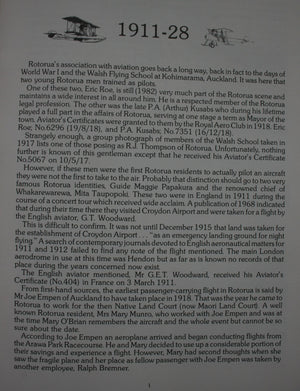 1911-28
Rotorua's association with aviation goes back a long way, back in fact to the days of
World War I and the Walsh Flying School at Kohimarama, Auckland. It was here that
two young Rotorua men trained as pilots.
One of these two, Eric Roe, is still (1982) very much part of the Rotorua scene and
maintains a wide interest in all around him. He is a respected member of the Rotorua
legal profession. The other was the late P.A. (Arthur) Kusabs who during his lifetime
played a full part in the affairs of Rotorua, serving at one stage a term as Mayor of the
town. Aviator's Certificates were granted to them by the Royal Aero Club in 1918. Eric
Roe, No.6296 (19/8/18), and P.A. Kusabs; No.7351 (16/12/18).
Strangely enough, a group photograph of members of the Walsh School taken in
1917 lists one of those posing as R.J. Thompson of Rotorua. Unfortunately, nothing
further is known of this gentleman except that he received his Aviator's Certificate
No.5067 on 10/5/17.
However, if these men were the first Rotorua residents to actually pilot an aircraft
they were not the first to take to the air. Probably that distinction should go to two very
famous Rotorua identities, Guide Maggie Papakura and the renowned chief of
Whakarewarewa, Mita Taupopoki. These two were in England in 1911 during the
course of a concert tour which received wide acclaim. A publication of 1968 indicated
that during their time there they visited Croydon Airport and were taken for a flight by
the English aviator, G.T. Woodward.
This is difficult to confirm. It was not until December 1915 that land was taken for
the establishment of Croydon Airport . . . "as an emergency landing ground for night
flying." A search of contemporary journals devoted to English aeronautical matters for
1911 and 1912 failed to find any note of the flight mentioned. The main London
aerodrome in use at this time was Hendon but as far as is known no records of that
place during the years concerned now exist.
The English aviator mentioned, Mr G.E.T. Woodward, received his Aviator's
Certificate (No.404) in France on 3 March 1911.
From first-hand sources, the earliest passenger-carrying flight in Rotorua is said by
Mr Joe Empen of Auckland to have taken place in 1918. That was the year he came to
Rotorua to work for the then Native Land Court (now Maori Land Court). A well
known Rotorua resident, Mrs Mary Munro, who worked with Joe Empen and was at
the time Mary O'Brian remembers the aircraft and the whole event but cannot be so
sure about the date.
According to Joe Empen an aeroplane arrived and began conducting flights from
the Arawa Park Racecourse. He and Mary decided to use up a considerable portion of
their savings and experience a flight. However, Mary had second thoughts when she
saw the fragile plane and her place as fellow passenger with Joe Empen was taken by
another employee, Ralph Bremner.
1